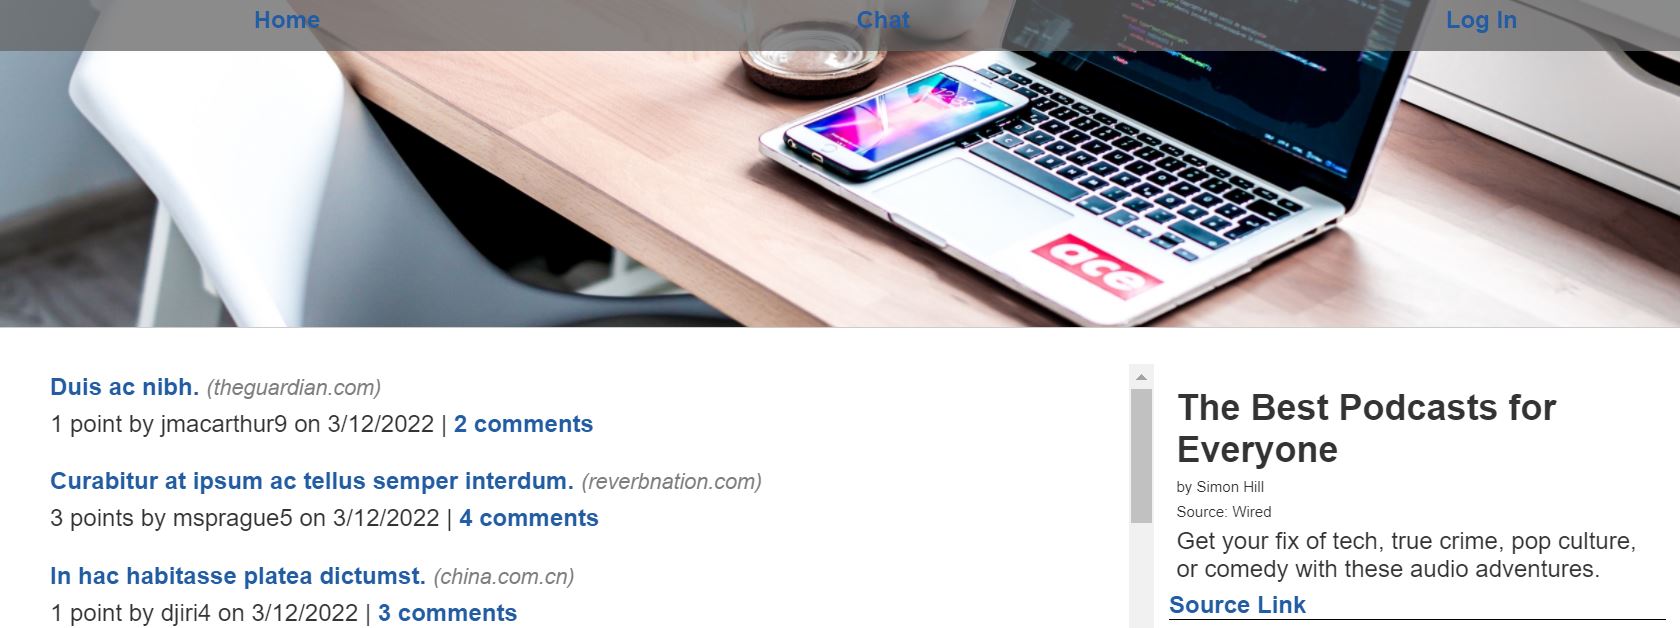 Home Chat Log In
12:33
ace
Duis ac nibh. (theguardian.com)
1 point by jmacarthur9 on 3/12/2022 | 2 comments
Curabitur at ipsum ac tellus semper interdum. (reverbnation.com)
3 points by msprague5 on 3/12/2022 | 4 comments
In hac habitasse platea dictumst. (china.com.cn)
1 point by djiri4 on 3/12/2022 | 3 comments
The Best Podcasts for
Everyone
by Simon Hill
Source: Wired
Get your fix of tech, true crime, pop culture,
or comedy with these audio adventures.
Source Link